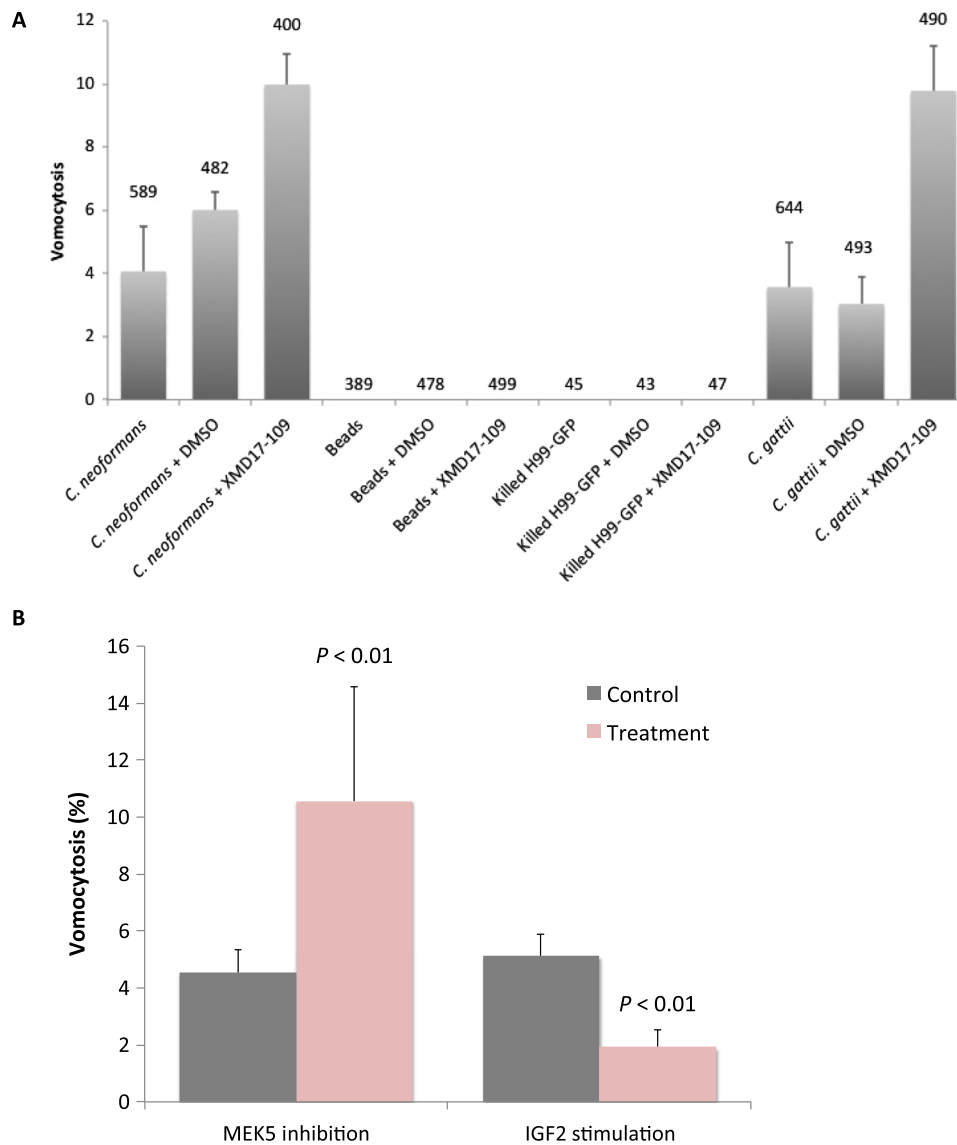 A
12
10
8
6
4
2
0
Vomocytosis
589
482
400
389
478
499
45
43
47
644
493
490
C. neoformans
C. neoformans + DMSO
C. neoformans + XMD17-109
Beads
Beads + DMSO
Beads + XMD17-109
Killed H99-GFP
Killed H99-GFP + DMSO
Killed H99-GFP + XMD17-109
C. gattii
C. gattii + DMSO
C. gattii + XMD17-109
B
16
14
12
10
8
6
4
2
0
Vomocytosis (%)
P < 0.01
P < 0.01
Control
Treatment
MEK5 inhibition
IGF2 stimulation